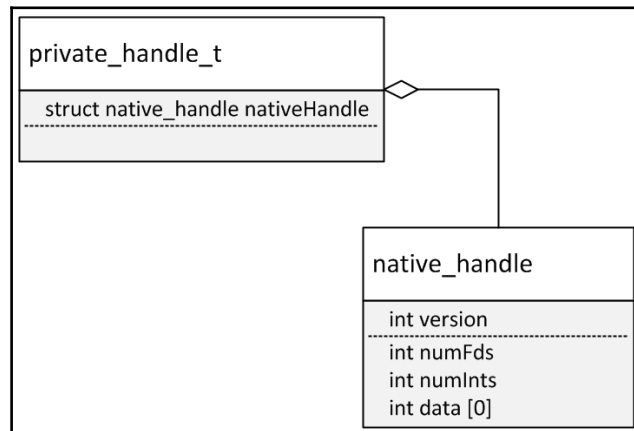 private_handle_t
struct native_handle nativeHandle
native_handle
int version
int numFds
int numInts
int data [0]